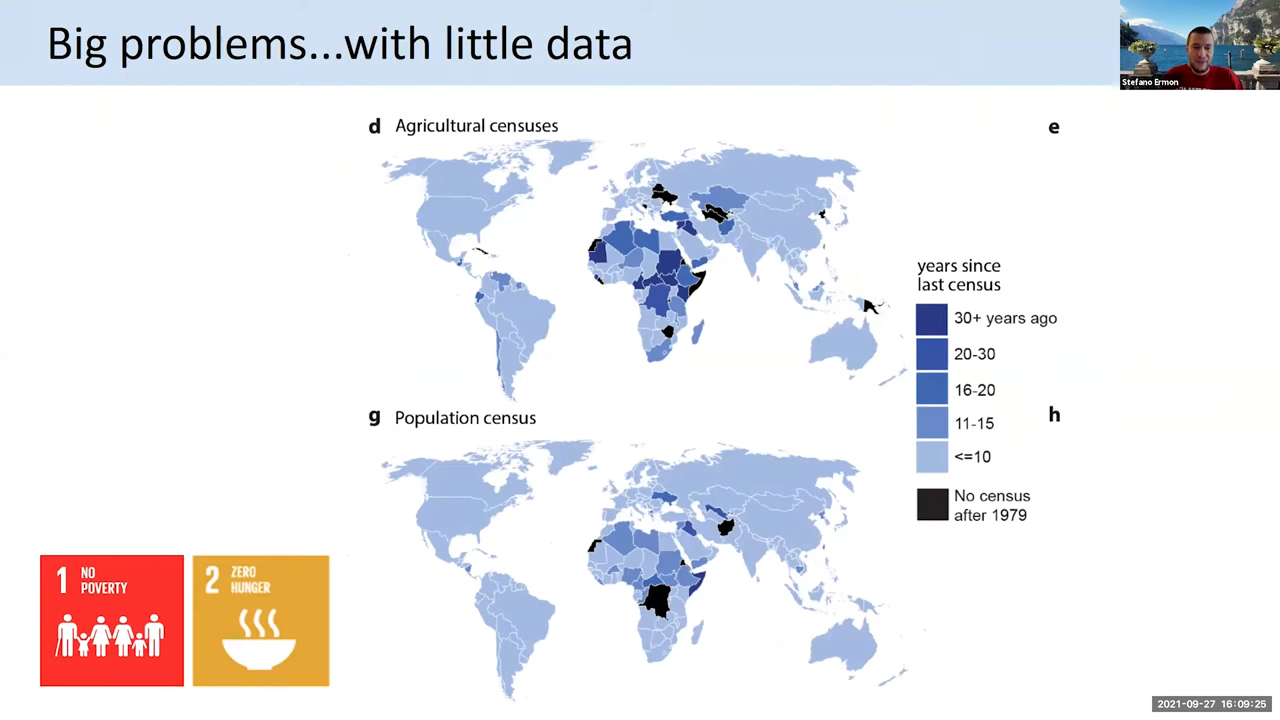 Big problems...with little data
Stefano Ermon
d Agricultural censuses
e
years since
last census
30+ years ago
20-30
16-20
11-15
<=10
No census
after 1979
g Population census
h
1 NO
POVERTY
2 ZERO
HUNGER
2021-09-27 16:09:25